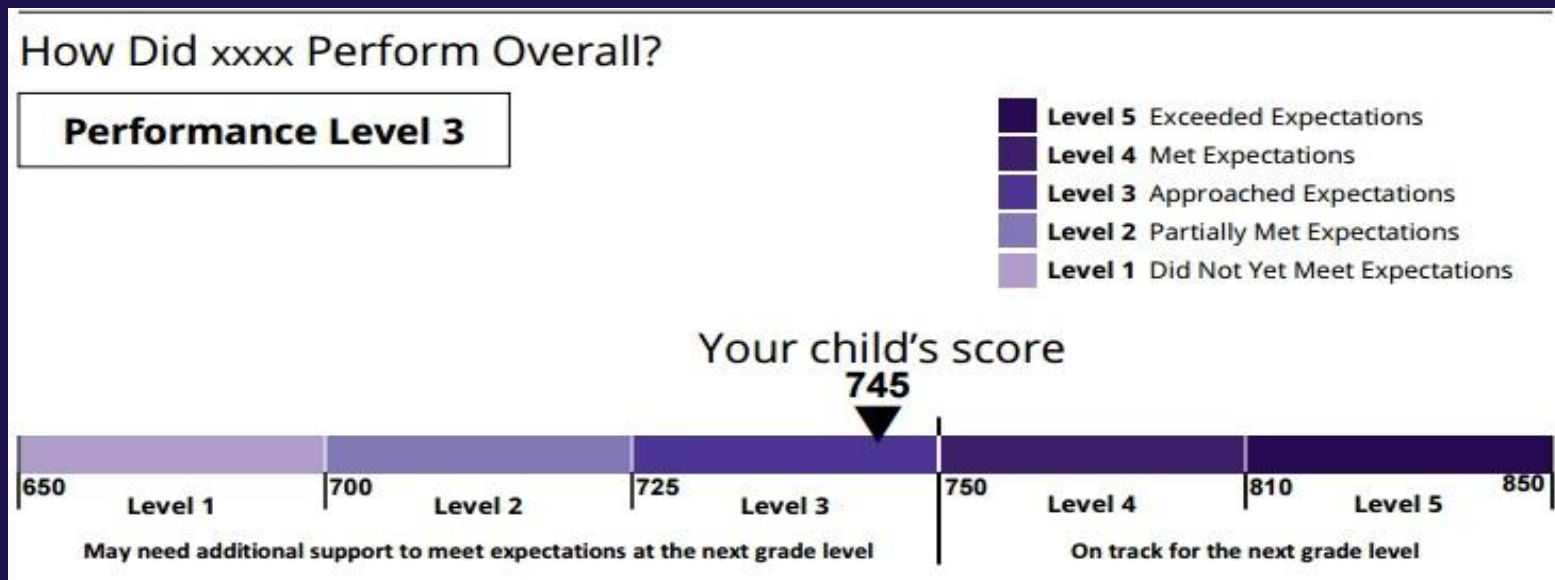 How Did xxxx Perform Overall?
Performance Level 3
Level 5 Exceeded Expectations
Level 4 Met Expectations
Level 3 Approached Expectations
Level 2 Partially Met Expectations
Level 1 Did Not Yet Meet Expectations
Your child's score
745
650 700 725 750 810 850
Level 1 Level 2 Level 3 Level 4 Level 5
May need additional support to meet expectations at the next grade level On track for the next grade level